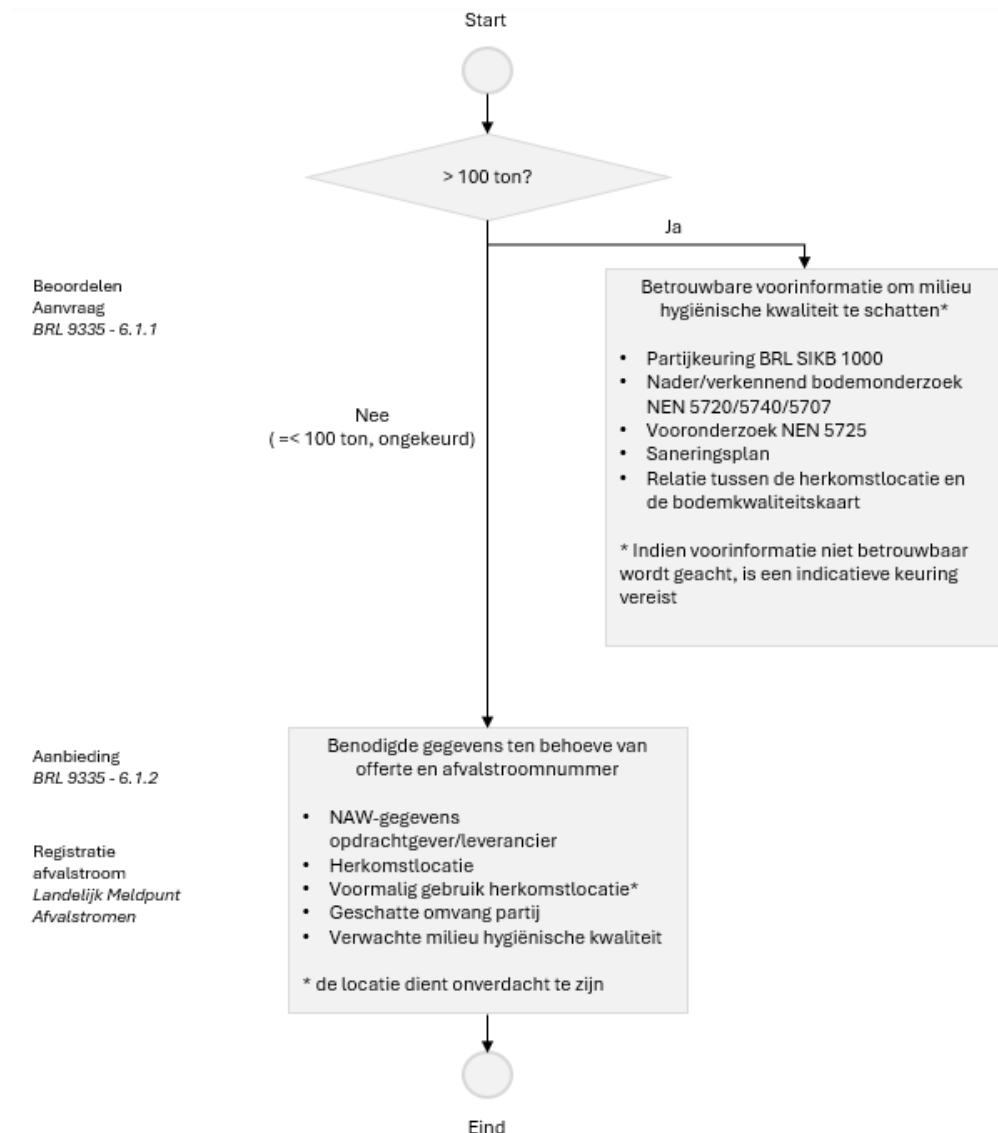 Start
> 100 ton?
Ja
Beoordelen
Aanvraag
BRL 9335 - 6.1.1
Betrouwbare voorinformatie om milieu
hygiënische kwaliteit te schatten*
• Partijkeuring BRL SIKB 1000
• Nader/verkennend bodemonderzoek
NEN 5720/5740/5707
• Vooronderzoek NEN 5725
• Saneringsplan
• Relatie tussen de herkomstlocatie en
de bodemkwaliteitskaart
* Indien voorinformatie niet betrouwbaar
wordt geacht, is een indicatieve keuring
vereist
Nee
( =< 100 ton, ongekeurd)
Aanbieding
BRL 9335 - 6.1.2
Registratie
afvalstroom
Landelijk Meldpunt
Afvalstromen
Benodigde gegevens ten behoeve van
offerte en afvalstroomnummer
• NAW-gegevens
opdrachtgever/leverancier
• Herkomstlocatie
• Voormalig gebruik herkomstlocatie*
• Geschatte omvang partij
• Verwachte milieu hygiënische kwaliteit
* de locatie dient onverdacht te zijn
Eind